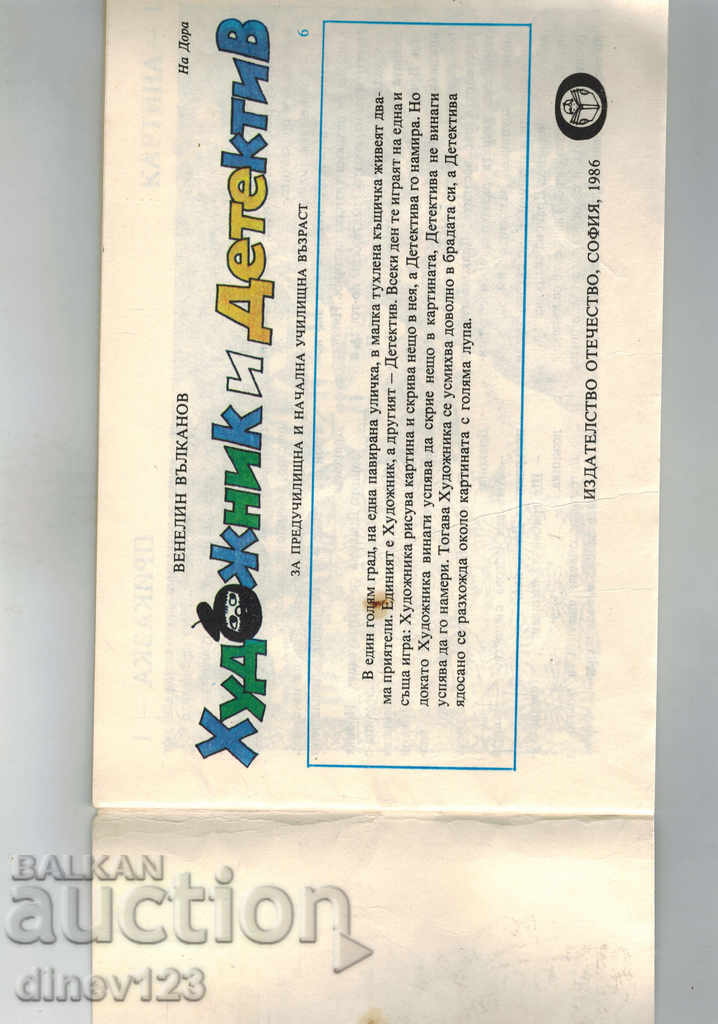 На Дора
ВЕНЕЛИН ВЪЛКАНОВ
Художник и Детектив
6
ЗА ПРЕДУЧИЛИЩНА И НАЧАЛНА УЧИЛИЩНА ВЪЗРАСТ
В един голям град, на една павирана уличка, в малка тухлена къщичка живеят два-
ма приятели. Единият е Художник, а другият — Детектив. Всеки ден те играят на една и
съща игра: Художника рисува картина и скрива нещо в нея, а Детектива го намира. Но
докато Художника винаги успява да скрие нещо в картината, Детектива не винаги
успява да го намери. Тогава Художника се усмихва доволно в брадата си, а Детектива
ядосано се разхожда около картината с голяма лупа.
ИЗДАТЕЛСТВО ОТЕЧЕСТВО, СОФИЯ, 1986
BALKAN
auction
dinev123